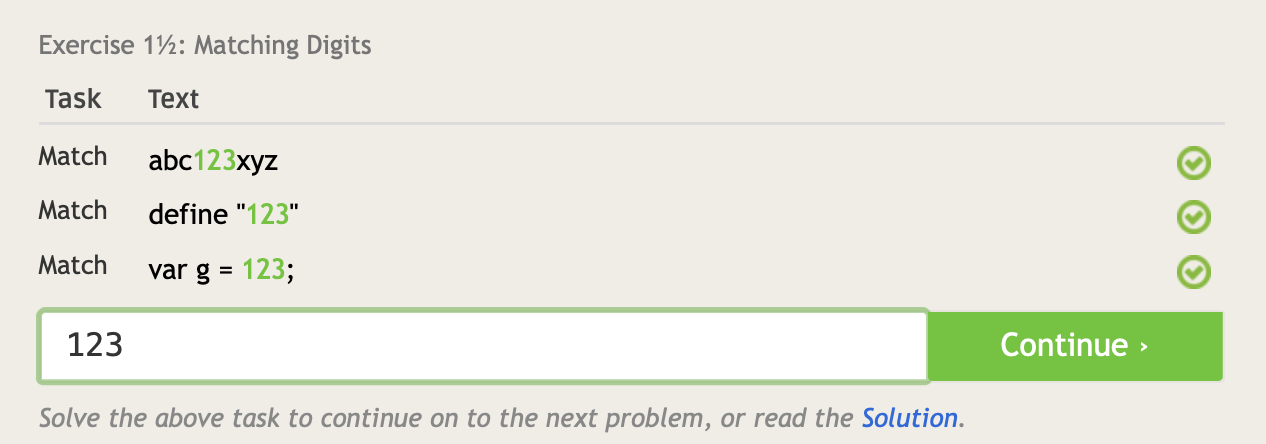 Exercise 1½: Matching Digits
Task Text
Match abc123xyz
Match define "123"
Match var g = 123;
123 Continue ›
Solve the above task to continue on to the next problem, or read the Solution.